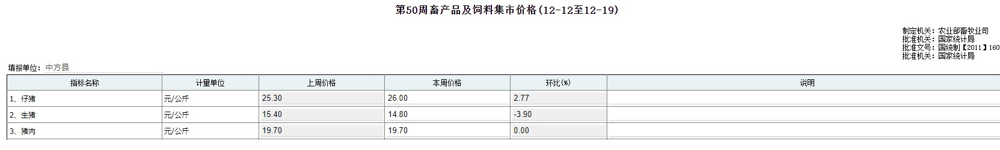 第50周畜产品及饲料集市价格(12-12至12-19)
制定机关：农业部畜牧业司
批准机关：国家统计局
批准文号：国统制【2011】160
批准机关：国家统计局
填报单位：中方县
指标名称 计量单位 上周价格 本周价格 环比(%) 说明
1、仔猪 元/公斤 25.30 26.00 2.77
2、生猪 元/公斤 15.40 14.80 -3.90
3、猪肉 元/公斤 19.70 19.70 0.00